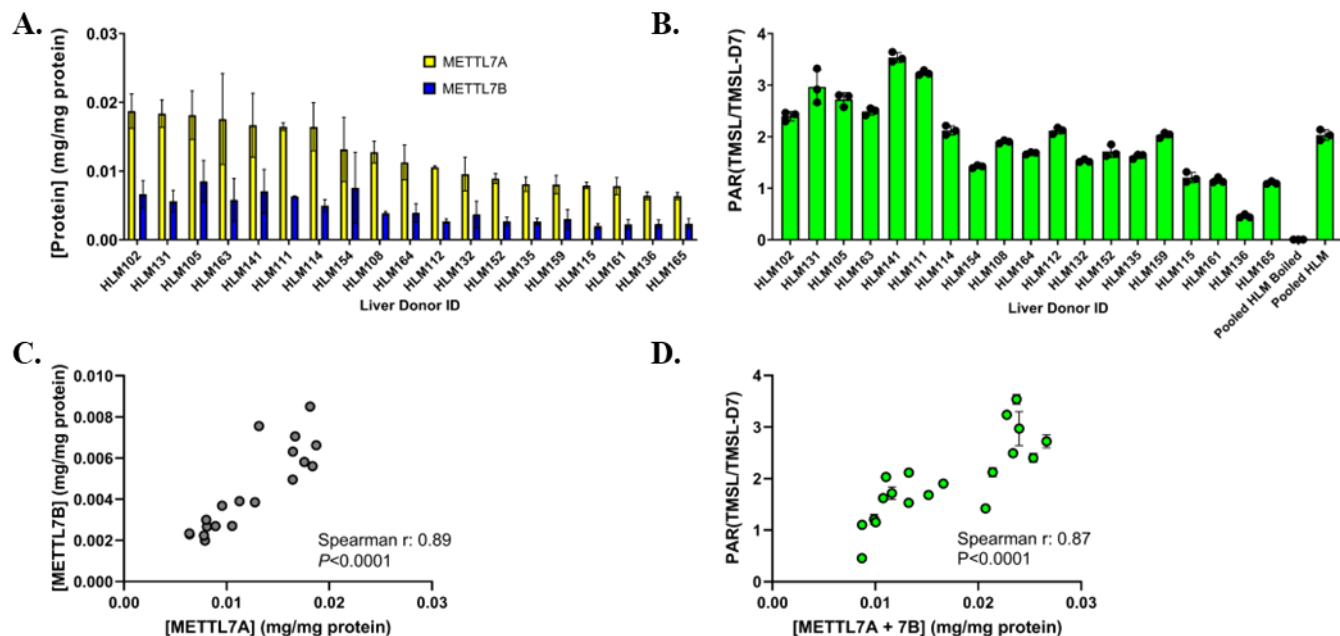 A.
[Protein] (mg/mg protein)
0.03
0.02
0.01
0.00
METTL7A
METTL7B
HLM102
HLM131
HLM105
HLM163
HLM141
HLM111
HLM114
HLM154
HLM108
HLM164
HLM112
HLM132
HLM152
HLM135
HLM159
HLM115
HLM161
HLM136
HLM165
Liver Donor ID
B.
PAR(TMSL/TMSL-D7)
4
3
2
1
0
HLM102
HLM131
HLM105
HLM163
HLM141
HLM111
HLM114
HLM154
HLM108
HLM164
HLM112
HLM132
HLM152
HLM135
HLM159
HLM115
HLM161
HLM136
HLM165
Pooled HLM Boiled
Pooled HLM
Liver Donor ID
C.
[METTL7B] (mg/mg protein)
0.010
0.008
0.006
0.004
0.002
0.000
Spearman r: 0.89
P<0.0001
0.00
0.01
0.02
0.03
[METTL7A] (mg/mg protein)
D.
PAR(TMSL/TMSL-D7)
4
3
2
1
0
Spearman r: 0.87
P<0.0001
0.00
0.01
0.02
0.03
[METTL7A + 7B] (mg/mg protein)